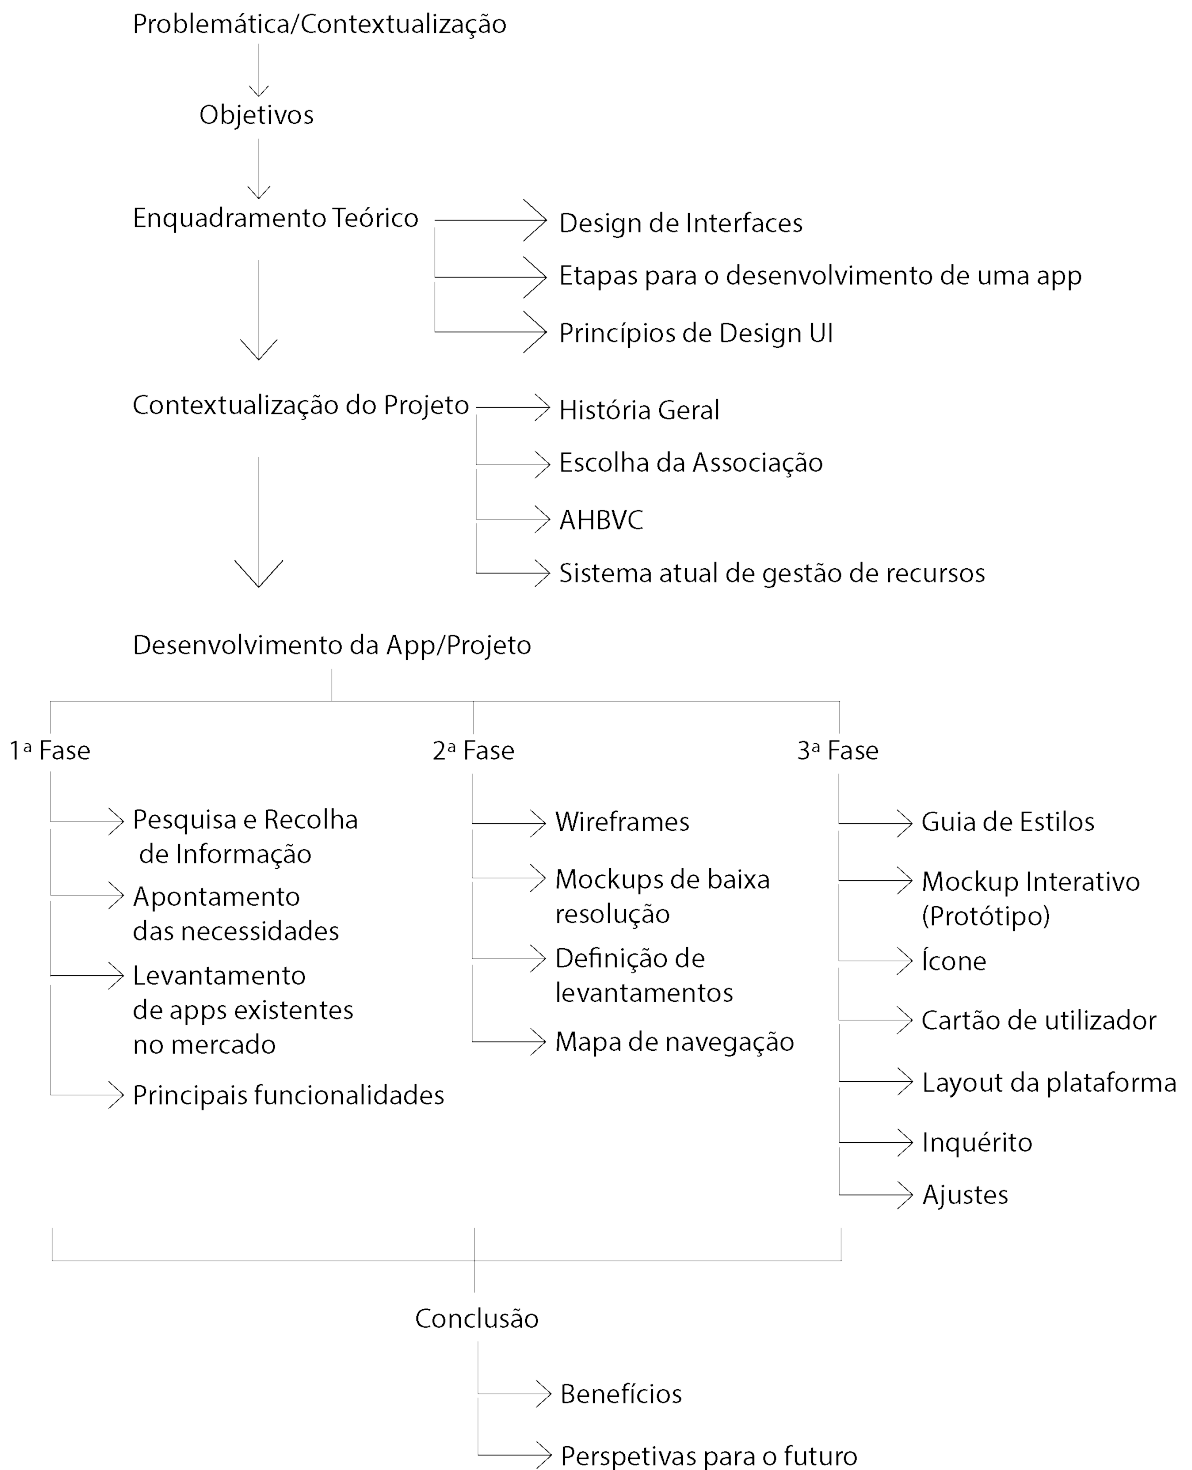 Problemática/Contextualização
Objetivos
Enquadramento Teórico
Design de Interfaces
Etapas para o desenvolvimento de uma app
Princípios de Design UI
Contextualização do Projeto
História Geral
Escolha da Associação
AHBVC
Sistema atual de gestão de recursos
Desenvolvimento da App/Projeto
1ª Fase
Pesquisa e Recolha
de Informação
Apontamento
das necessidades
Levantamento
de apps existentes
no mercado
Principais funcionalidades
2ª Fase
Wireframes
Mockups de baixa
resolução
Definição de
levantamentos
Mapa de navegação
3ª Fase
Guia de Estilos
Mockup Interativo
(Protótipo)
Ícone
Cartão de utilizador
Layout da plataforma
Inquérito
Ajustes
Conclusão
Benefícios
Perspetivas para o futuro